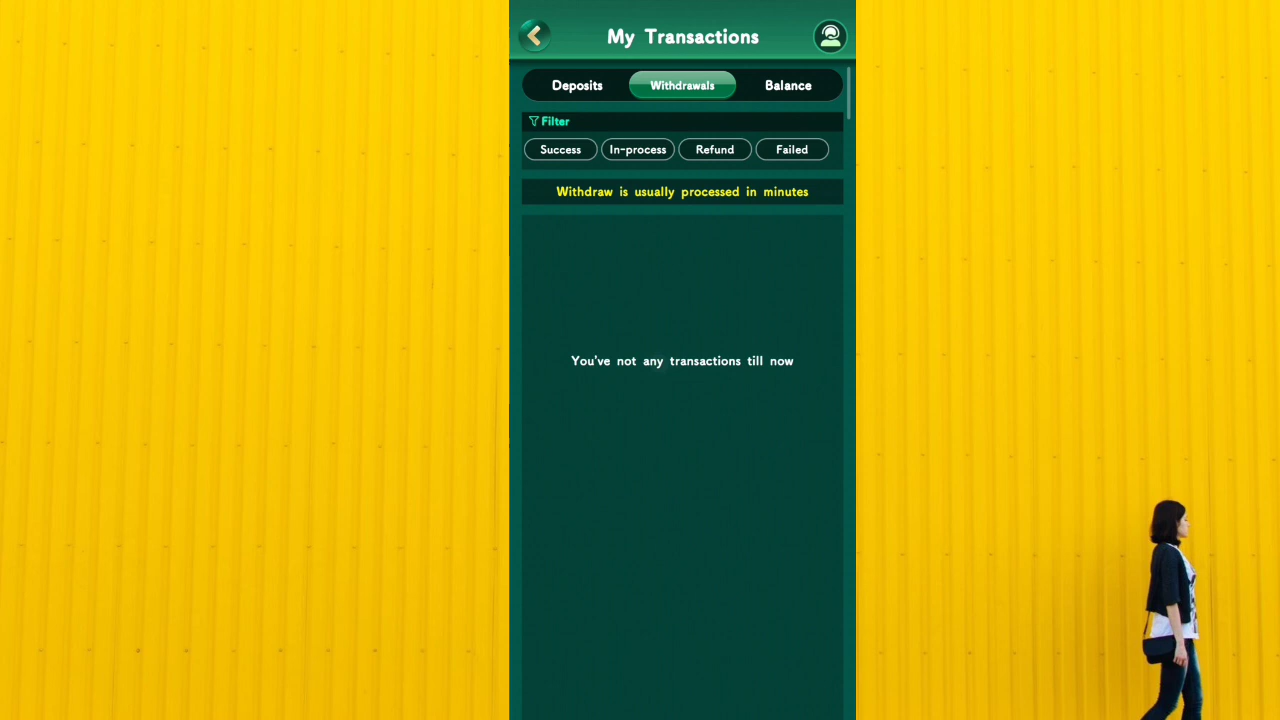 My Transactions
Deposits Withdrawals Balance
Filter
Success In-process Refund Failed
Withdraw is usually processed in minutes
You've not any transactions till now